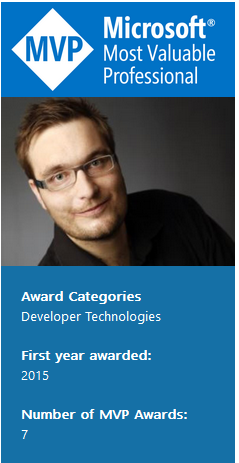 MVP
Microsoft®
Most Valuable
Professional
Award Categories
Developer Technologies
First year awarded:
2015
Number of MVP Awards:
7